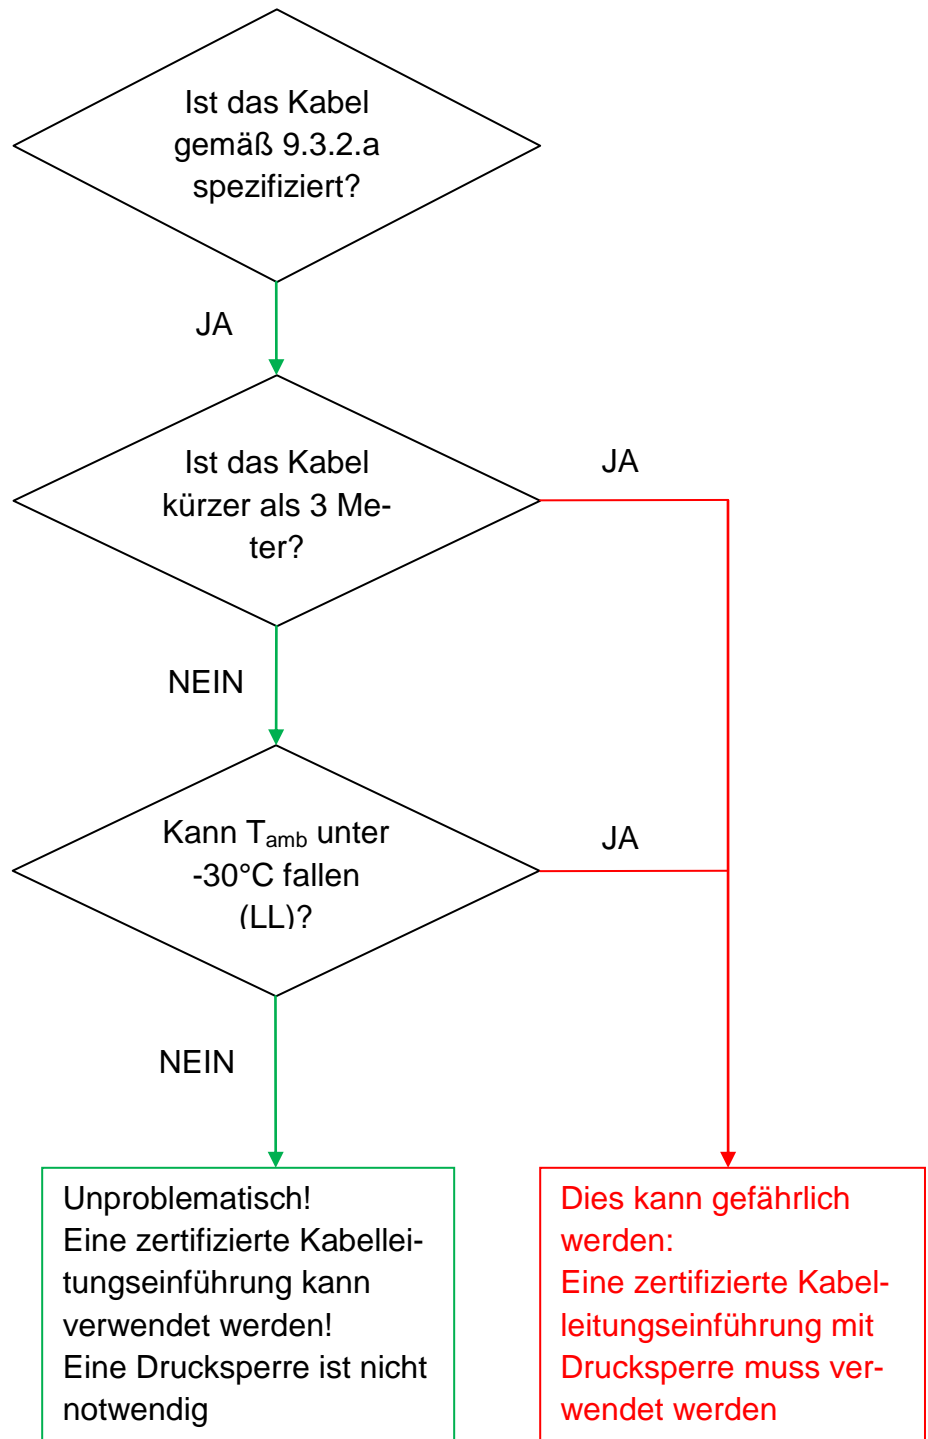 Ist das Kabel
gemäß 9.3.2.a
spezifiziert?
JA
Ist das Kabel
kürzer als 3 Me-
ter?
JA
NEIN
Kann Tamb unter
-30°C fallen
(LL)?
JA
NEIN
Unproblematisch!
Eine zertifizierte Kabellei-
tungseinführung kann
verwendet werden!
Eine Drucksperre ist nicht
notwendig
Dies kann gefährlich
werden:
Eine zertifizierte Kabel-
leitungseinführung mit
Drucksperre muss ver-
wendet werden